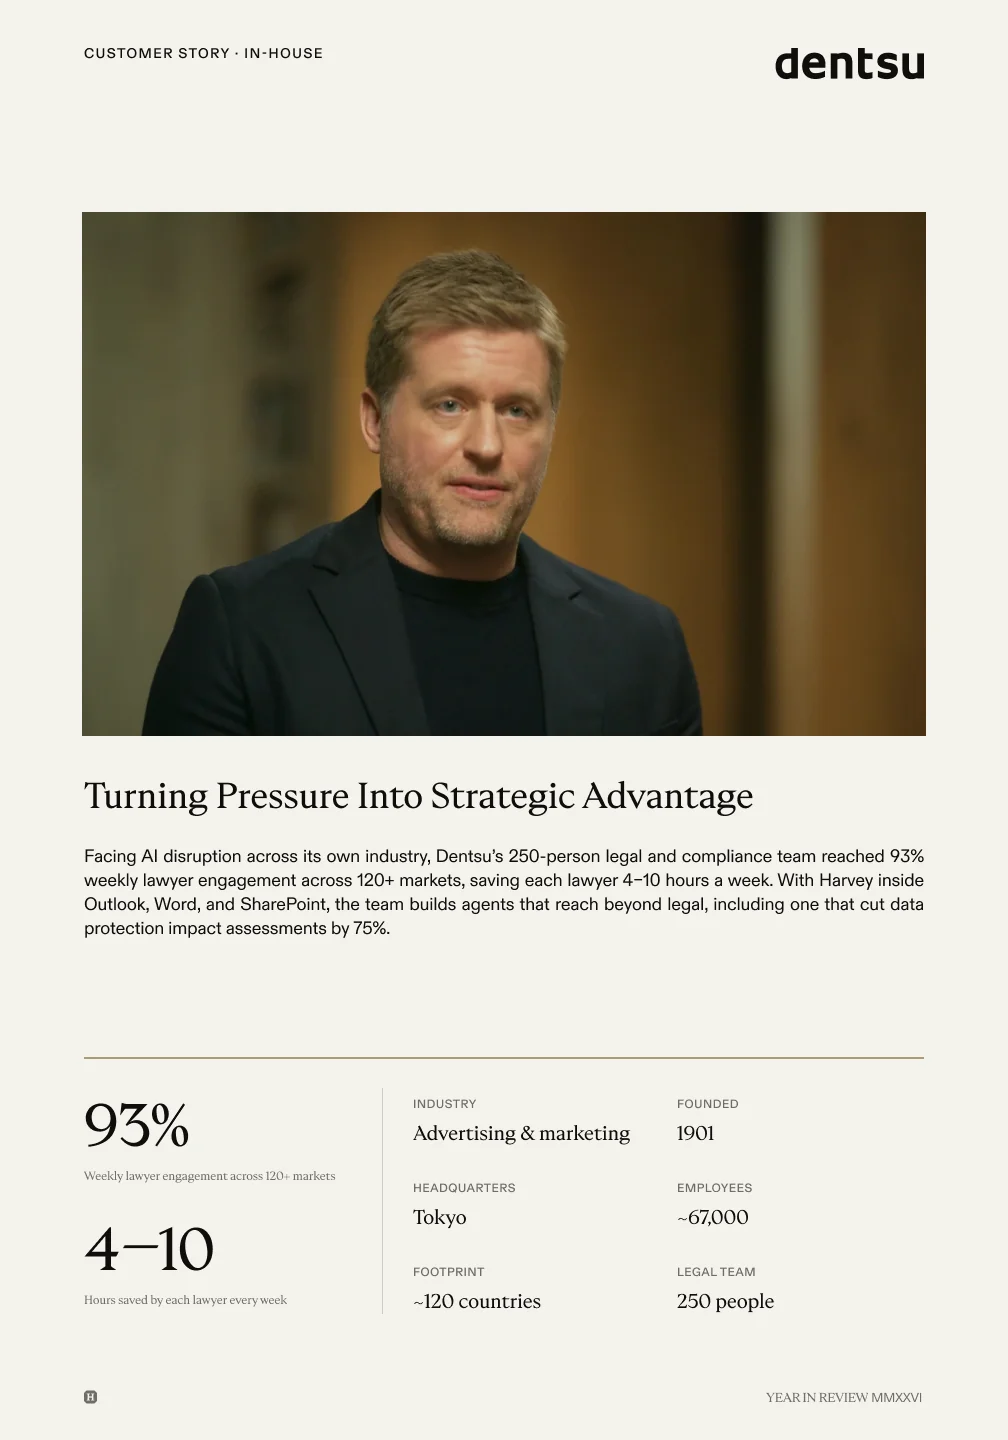 CUSTOMER STORY · IN-HOUSE
dentsu
Turning Pressure Into Strategic Advantage
Facing AI disruption across its own industry, Dentsu’s 250-person legal and compliance team reached 93%
weekly lawyer engagement across 120+ markets, saving each lawyer 4–10 hours a week. With Harvey inside
Outlook, Word, and SharePoint, the team builds agents that reach beyond legal, including one that cut data
protection impact assessments by 75%.
93%
Weekly lawyer engagement across 120+ markets
4—10
Hours saved by each lawyer every week
INDUSTRY
Advertising & marketing
FOUNDED
1901
HEADQUARTERS
Tokyo
EMPLOYEES
~67,000
FOOTPRINT
~120 countries
LEGAL TEAM
250 people
H
YEAR IN REVIEW MMXXVI